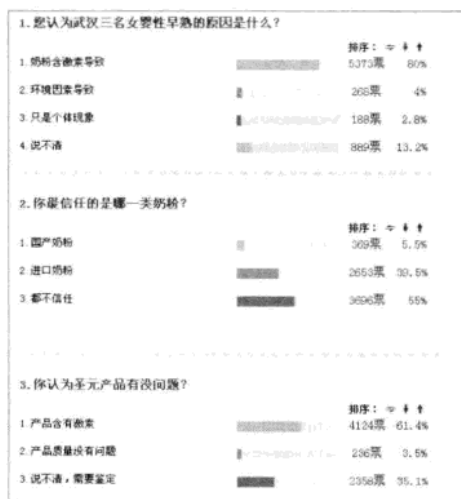 1.您认为武汉三名女婴性早熟的原因是什么？
排序：
1.奶粉含激素导致 5373票 80%
2.环境因素导致 268票 4%
3.只是个体现象 188票 2.8%
4.说不清 889票 13.2%
2.你最信任的是哪一类奶粉？
排序：
1.国产奶粉 369票 5.5%
2.进口奶粉 2653票 39.5%
3.都不信任 3696票 55%
3.你认为圣元产品有没问题？
排序：
1.产品含有激素 4124票 61.4%
2.产品质量没有问题 236票 3.5%
3.说不清，需要鉴定 2358票 35.1%